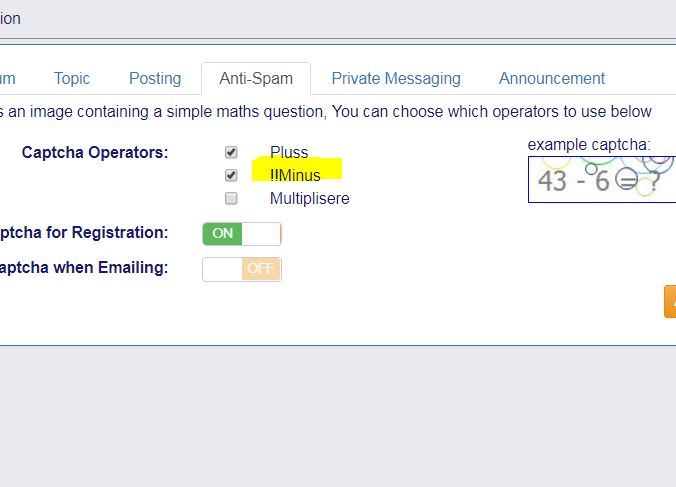 ion
um Topic Posting Anti-Spam Private Messaging Announcement
s an image containing a simple maths question, You can choose which operators to use below
Captcha Operators: Pluss example captcha:
!!Minus 43 - 6 = ?
Multiplisere
ptcha for Registration: ON
aptcha when Emailing: OFF